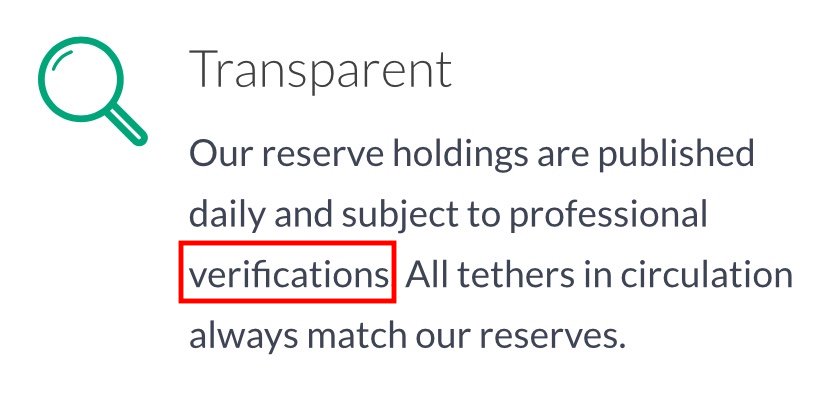 Transparent
Our reserve holdings are published
daily and subject to professional
verifications. All tethers in circulation
always match our reserves.